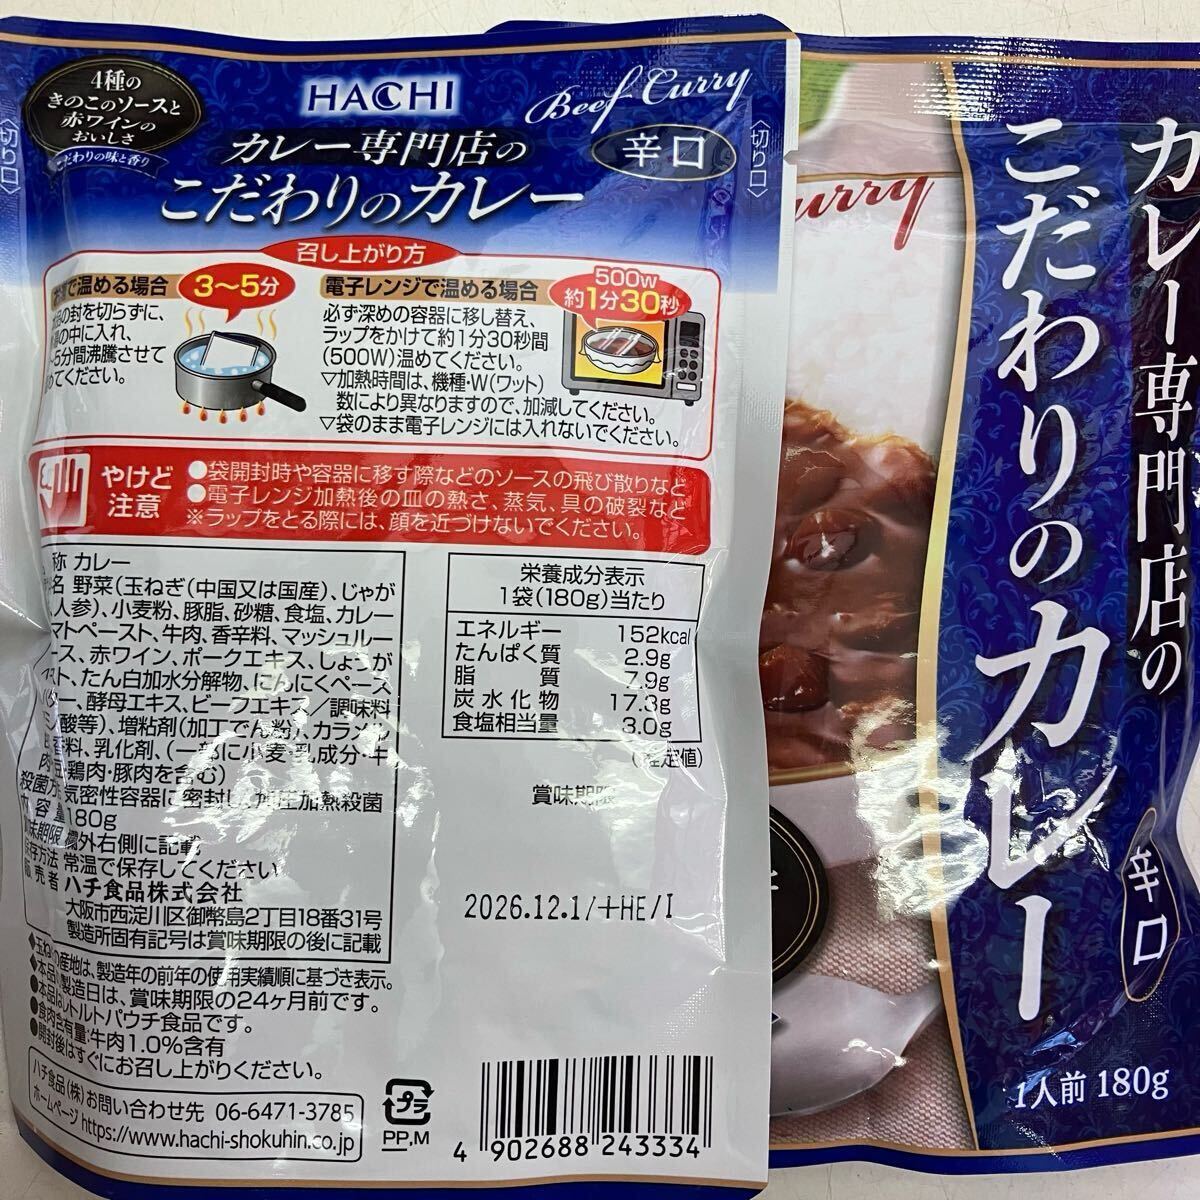 4種の
きのこのソースと
赤ワインの
おいしさ
こだわりの味と香り
〈切り口〉
HACHI
Beef Curry
カレー専門店の
こだわりのカレー
辛口
〈切り口〉
召し上がり方
で温める場合
3〜5分
の封を切らずに、
の中に入れ、
5分間沸騰させて
てください。
電子レンジで温める場合
500W
約1分30秒
必ず深めの容器に移し替え、
ラップをかけて約1分30秒間
(500W)温めてください。
▽加熱時間は、機種・W(ワット)
数により異なりますので、加減してください。
▽袋のまま電子レンジには入れないでください。
やけど
注意
●袋開封時や容器に移す際などのソースの飛び散りなど
●電子レンジ加熱後の皿の熱さ、蒸気、具の破裂など
※ラップをとる際には、顔を近づけないでください。
称 カレー
名 野菜(玉ねぎ(中国又は国産)、じゃが
人参)、小麦粉、豚脂、砂糖、食塩、カレー
マトペースト、牛肉、香辛料、マッシュルー
ース、赤ワイン、ポークエキス、しょうが
スト、たん白加水分解物、にんにくペース
ター、酵母エキス、ビーフエキス/調味料
酸等)、増粘剤(加工でん粉)、カラメル
香料、乳化剤、(一部に小麦・乳成分・牛
肉・鶏肉・豚肉を含む)
殺菌方法 気密性容器に密封し、加圧加熱殺菌
内容量 180g
賞味期限 欄外右側に記載
保存方法 常温で保存してください
販売者 ハチ食品株式会社
大阪市西淀川区御幣島2丁目18番31号
製造所固有記号は賞味期限の後に記載
◆玉ねぎの産地は、製造年の前年の使用実績順に基づき表示。
◆本品の製造日は、賞味期限の24ヶ月前です。
●本品はレトルトパウチ食品です。
●食肉含有量:牛肉1.0%含有
●開封後はすぐにお召し上がりください。
ハチ食品(株)お問い合わせ先 06-6471-3785
ホームページ https://www.hachi-shokuhin.co.jp
栄養成分表示
1袋(180g)当たり
エネルギー 152kcal
たんぱく質 2.9g
脂質 7.9g
炭水化物 17.3g
食塩相当量 3.0g
(推定値)
賞味期限
2026.12.1/+HE/I
プラ
PP,M
4 902688 243334
urry
カレー専門店の
こだわりのカレー
辛口
1人前 180g